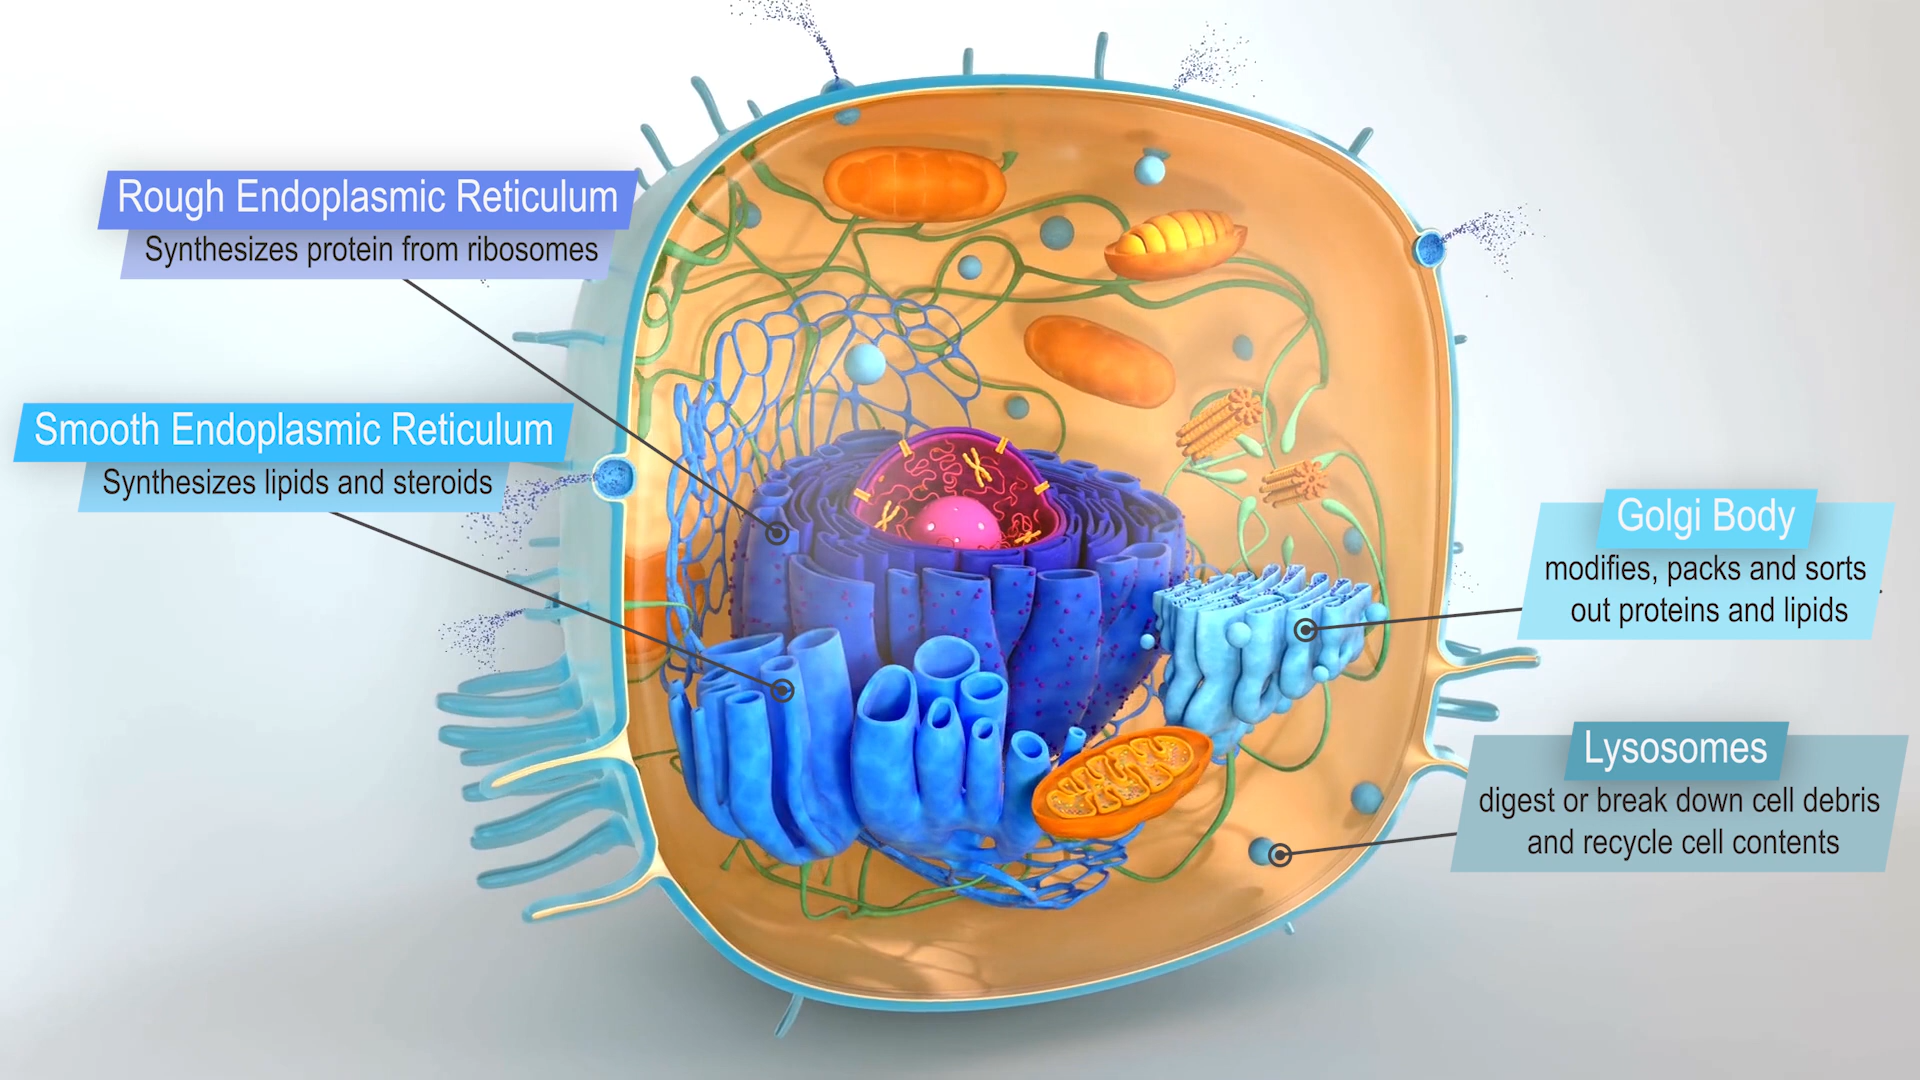 Rough Endoplasmic Reticulum
Synthesizes protein from ribosomes
Smooth Endoplasmic Reticulum
Synthesizes lipids and steroids
Golgi Body
modifies, packs and sorts
out proteins and lipids
Lysosomes
digest or break down cell debris
and recycle cell contents